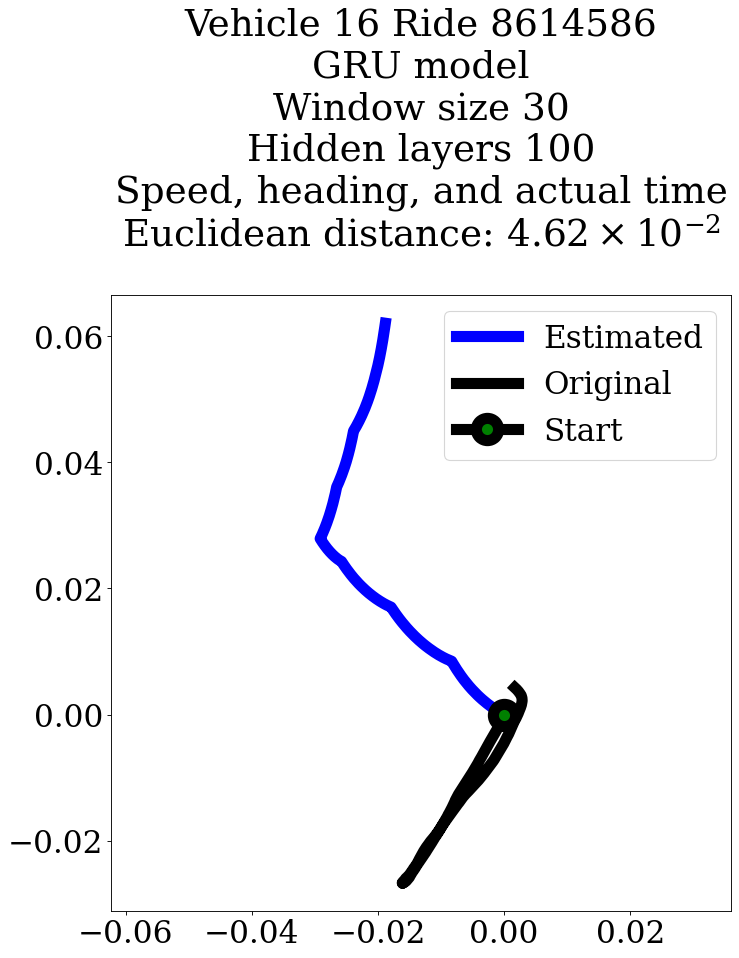 Vehicle 16 Ride 8614586
GRU model
Window size 30
Hidden layers 100
Speed, heading, and actual time
Euclidean distance: 4.62 × 10⁻²
Estimated
Original
Start
0.06
0.04
0.02
0.00
−0.02
−0.06 −0.04 −0.02 0.00 0.02